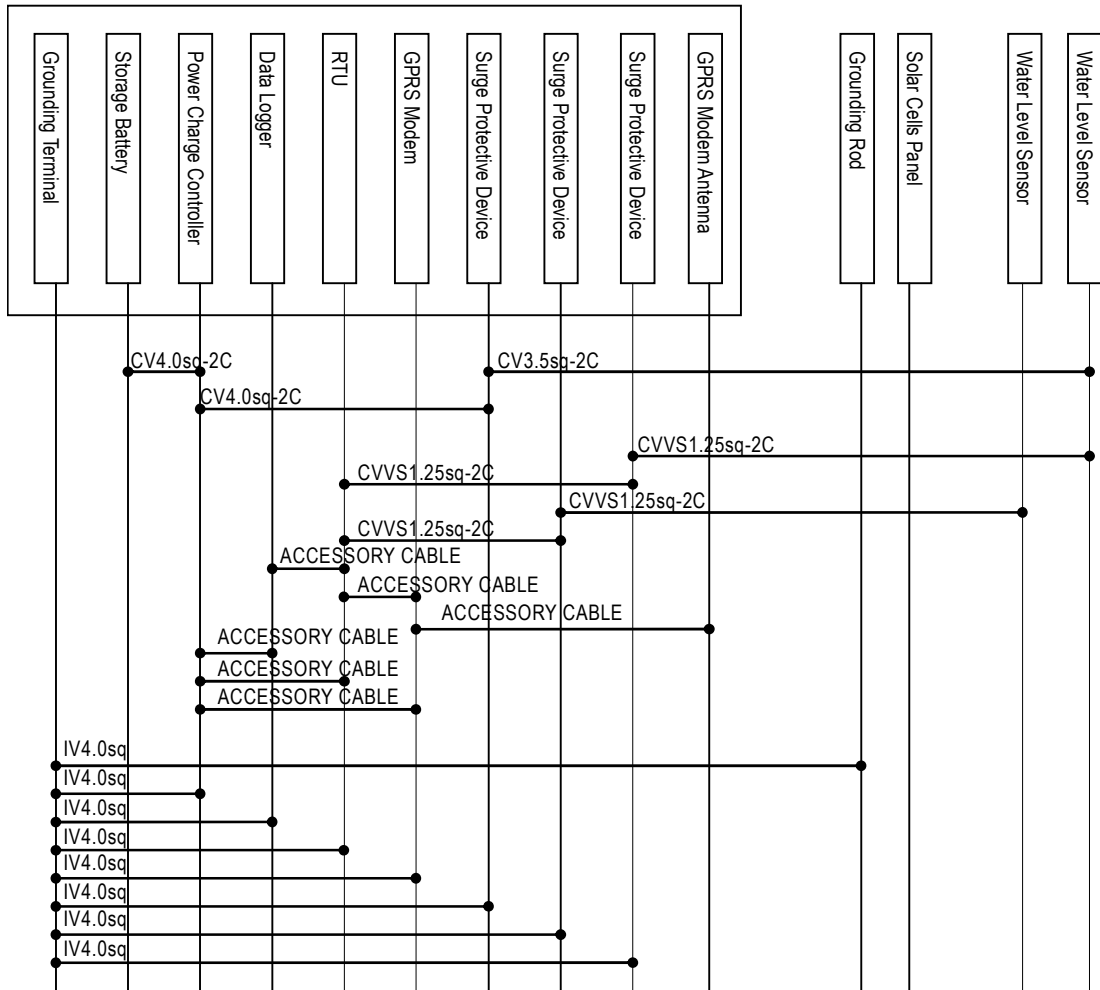 Grounding Terminal
Storage Battery
Power Charge Controller
Data Logger
RTU
GPRS Modem
Surge Protective Device
Surge Protective Device
Surge Protective Device
GPRS Modem Antenna
Grounding Rod
Solar Cells Panel
Water Level Sensor
Water Level Sensor
CV4.0sq-2C
CV3.5sq-2C
CV4.0sq-2C
CVVS1.25sq-2C
CVVS1.25sq-2C
CVVS1.25sq-2C
CVVS1.25sq-2C
ACCESSORY CABLE
ACCESSORY CABLE
ACCESSORY CABLE
ACCESSORY CABLE
ACCESSORY CABLE
ACCESSORY CABLE
IV4.0sq
IV4.0sq
IV4.0sq
IV4.0sq
IV4.0sq
IV4.0sq
IV4.0sq
IV4.0sq